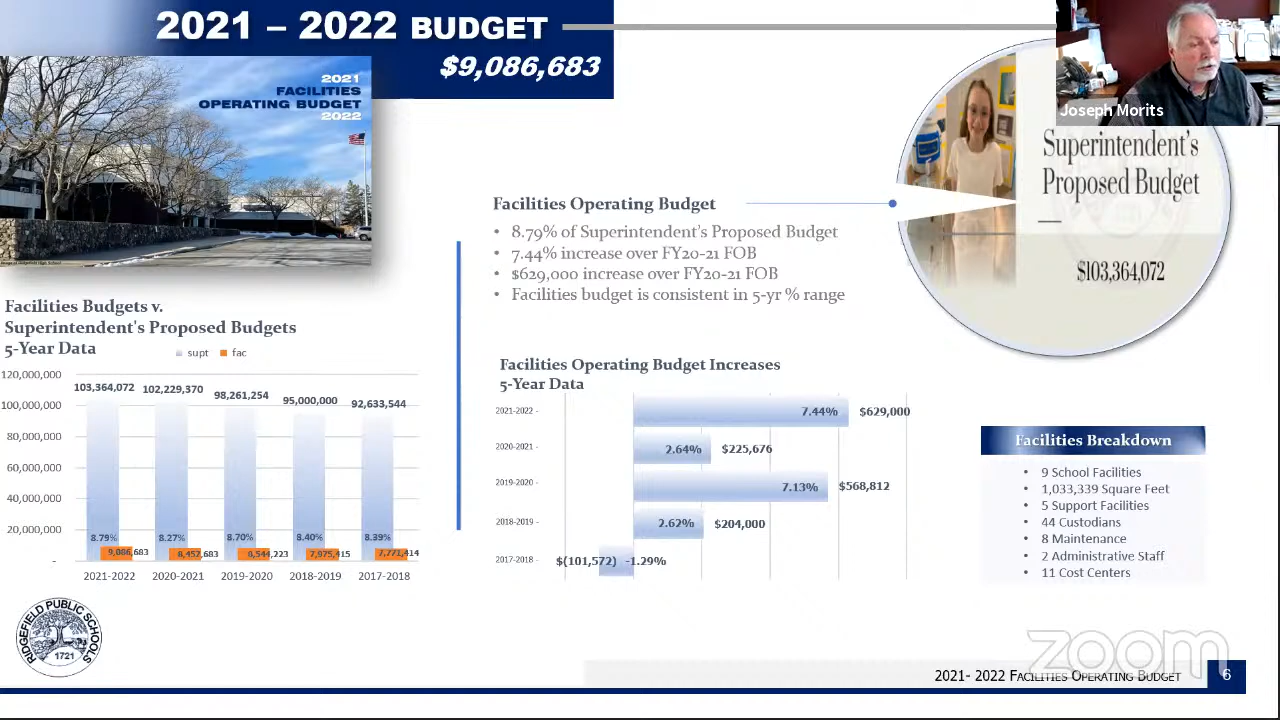 2021 – 2022 BUDGET
$9,086,683
2021
FACILITIES
OPERATING BUDGET
2022
Joseph Morits
Superintendent's
Proposed Budget
$103,364,072
Facilities Operating Budget
• 8.79% of Superintendent's Proposed Budget
• 7.44% increase over FY20-21 FOB
• $629,000 increase over FY20-21 FOB
• Facilities budget is consistent in 5-yr % range
Facilities Budgets v.
Superintendent's Proposed Budgets
5-Year Data
supt fac
120,000,000
100,000,000
80,000,000
60,000,000
40,000,000
20,000,000
-
103,364,072 102,229,370 98,261,254 95,000,000 92,633,544
8.79% 8.27% 8.70% 8.40% 8.39%
9,086,683 8,452,683 8,544,223 7,975,415 7,771,414
2021-2022 2020-2021 2019-2020 2018-2019 2017-2018
Facilities Operating Budget Increases
5-Year Data
2021-2022 - 7.44% $629,000
2020-2021 - 2.64% $225,676
2019-2020 - 7.13% $568,812
2018-2019 - 2.62% $204,000
2017-2018 - $(101,572) -1.29%
Facilities Breakdown
• 9 School Facilities
• 1,033,339 Square Feet
• 5 Support Facilities
• 44 Custodians
• 8 Maintenance
• 2 Administrative Staff
• 11 Cost Centers
RIDGEFIELD PUBLIC SCHOOLS
1721
zoom
2021- 2022 FACILITIES OPERATING BUDGET 6